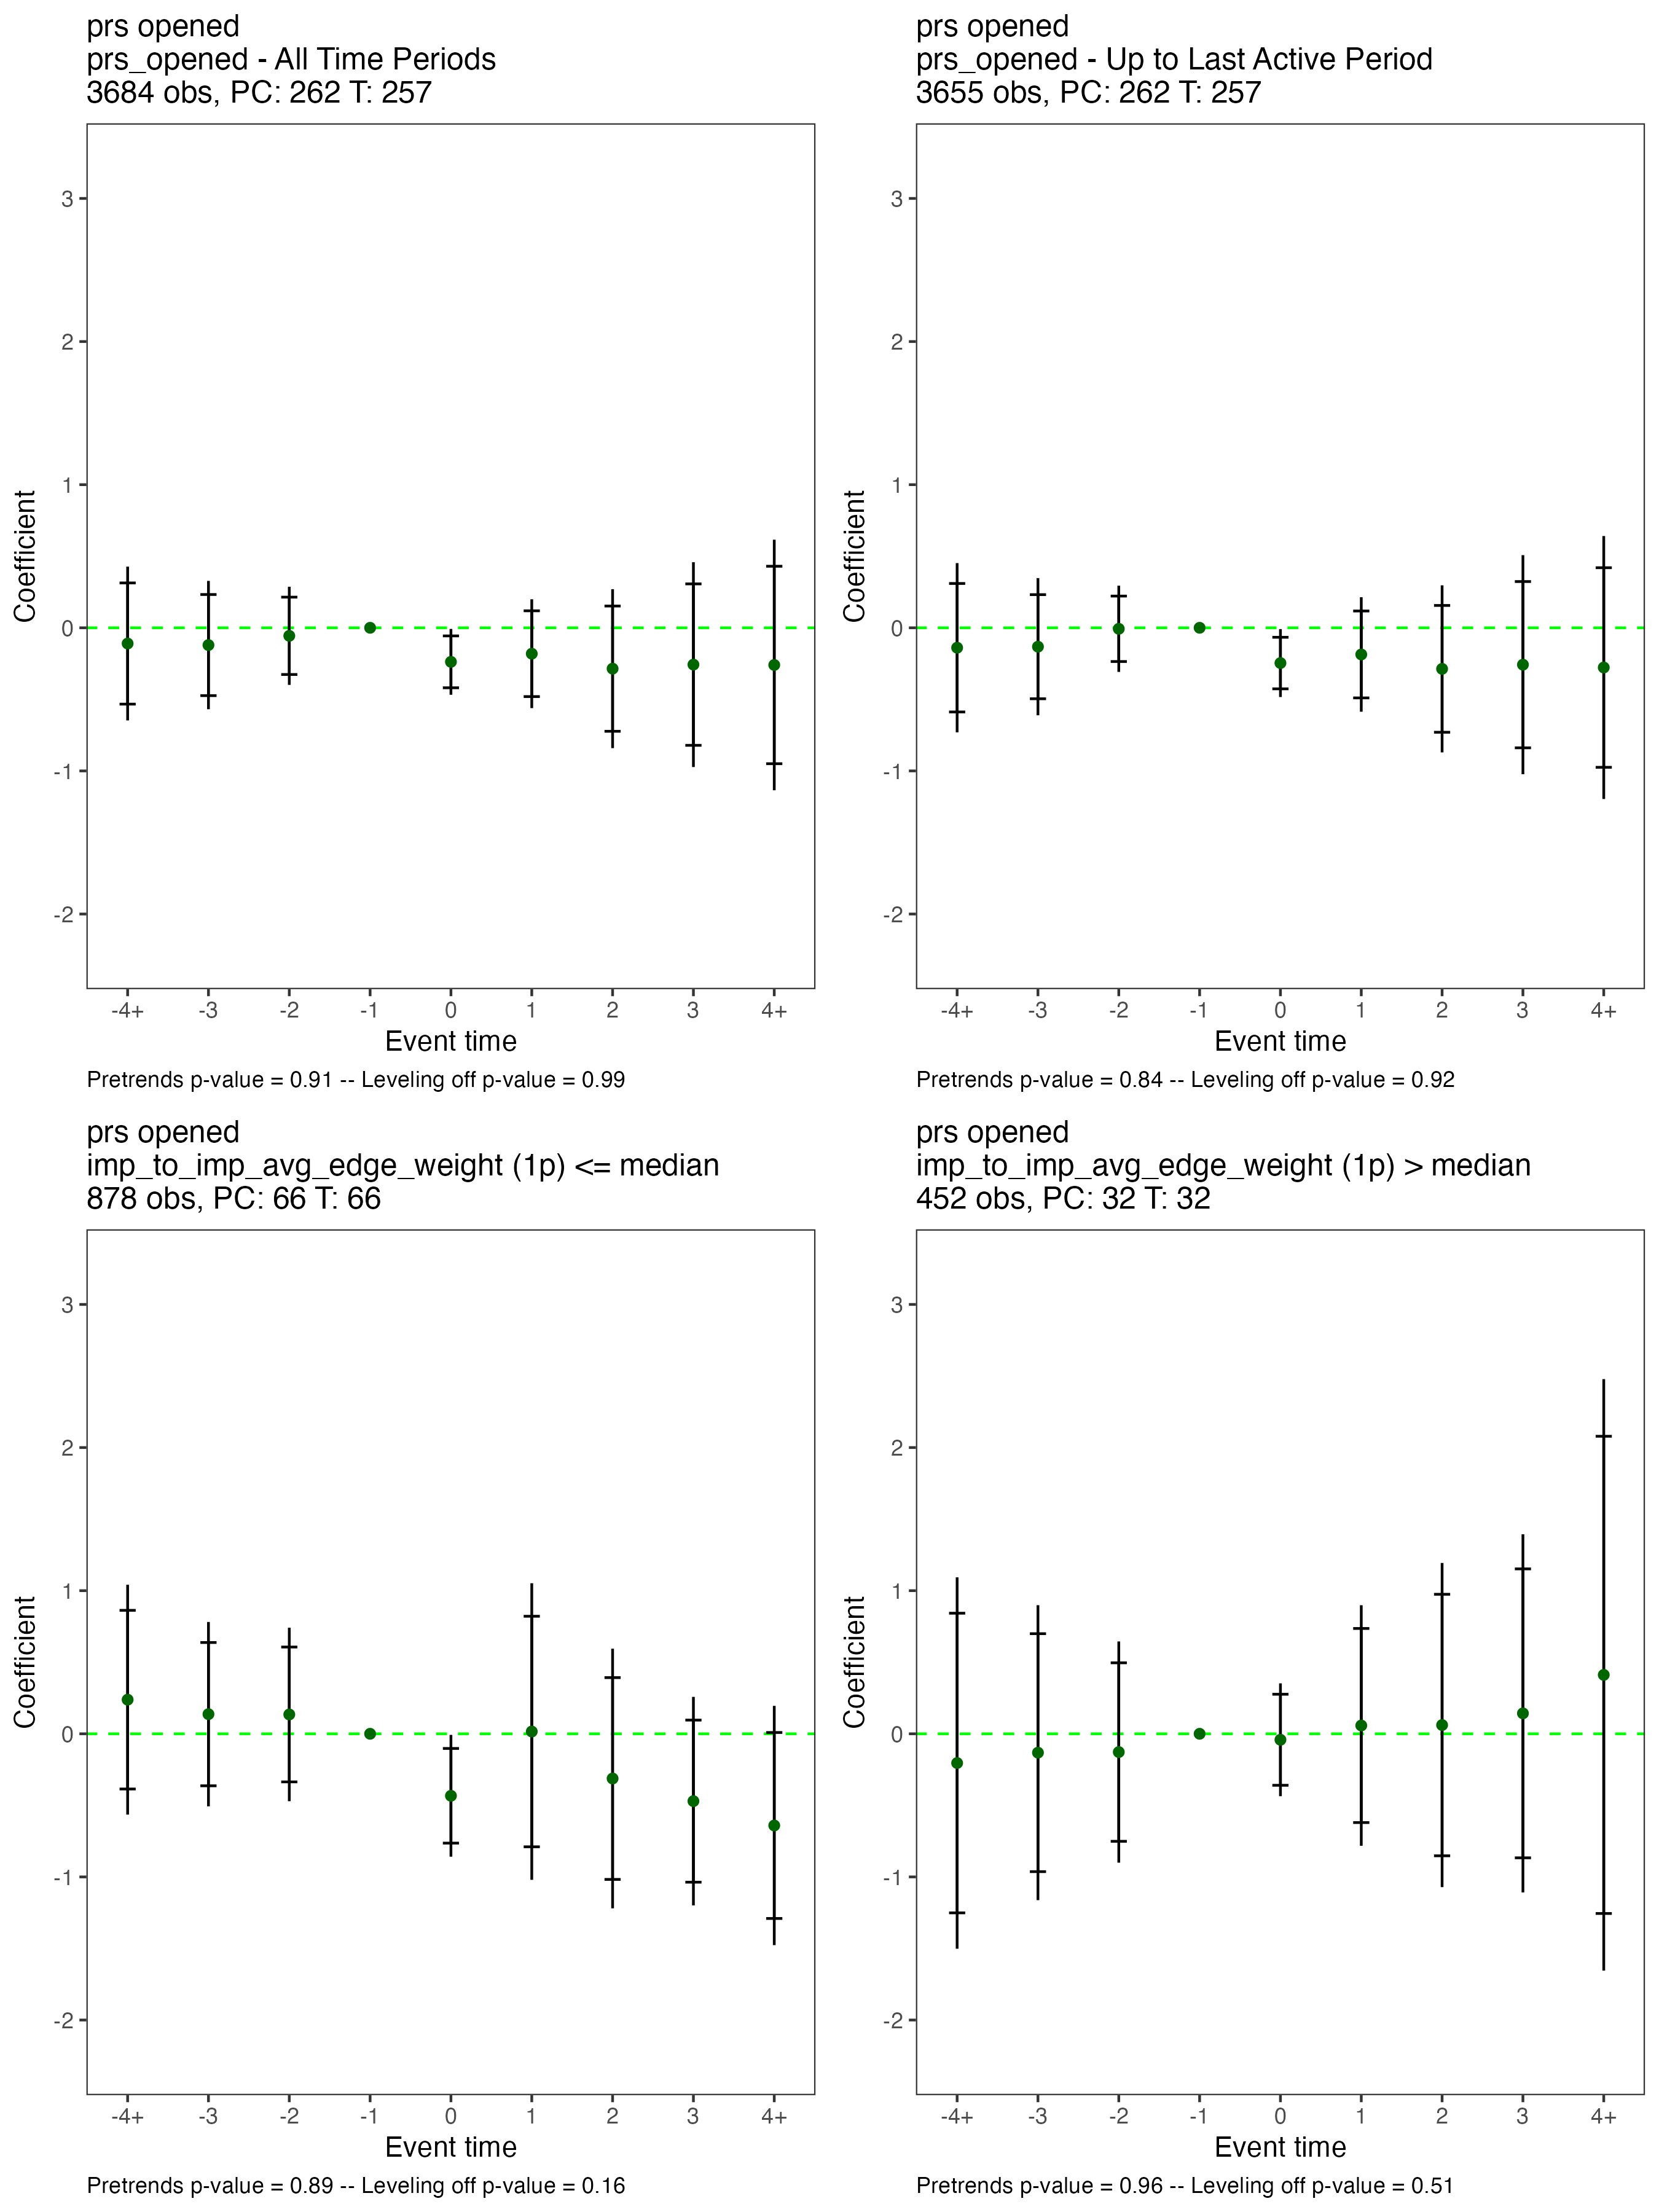 prs opened
prs_opened - All Time Periods
3684 obs, PC: 262 T: 257
Coefficient
3
2
1
0
-1
-2
-4+ -3 -2 -1 0 1 2 3 4+
Event time
Pretrends p-value = 0.91 -- Leveling off p-value = 0.99
prs opened
prs_opened - Up to Last Active Period
3655 obs, PC: 262 T: 257
Coefficient
3
2
1
0
-1
-2
-4+ -3 -2 -1 0 1 2 3 4+
Event time
Pretrends p-value = 0.84 -- Leveling off p-value = 0.92
prs opened
imp_to_imp_avg_edge_weight (1p) <= median
878 obs, PC: 66 T: 66
Coefficient
3
2
1
0
-1
-2
-4+ -3 -2 -1 0 1 2 3 4+
Event time
Pretrends p-value = 0.89 -- Leveling off p-value = 0.16
prs opened
imp_to_imp_avg_edge_weight (1p) > median
452 obs, PC: 32 T: 32
Coefficient
3
2
1
0
-1
-2
-4+ -3 -2 -1 0 1 2 3 4+
Event time
Pretrends p-value = 0.96 -- Leveling off p-value = 0.51